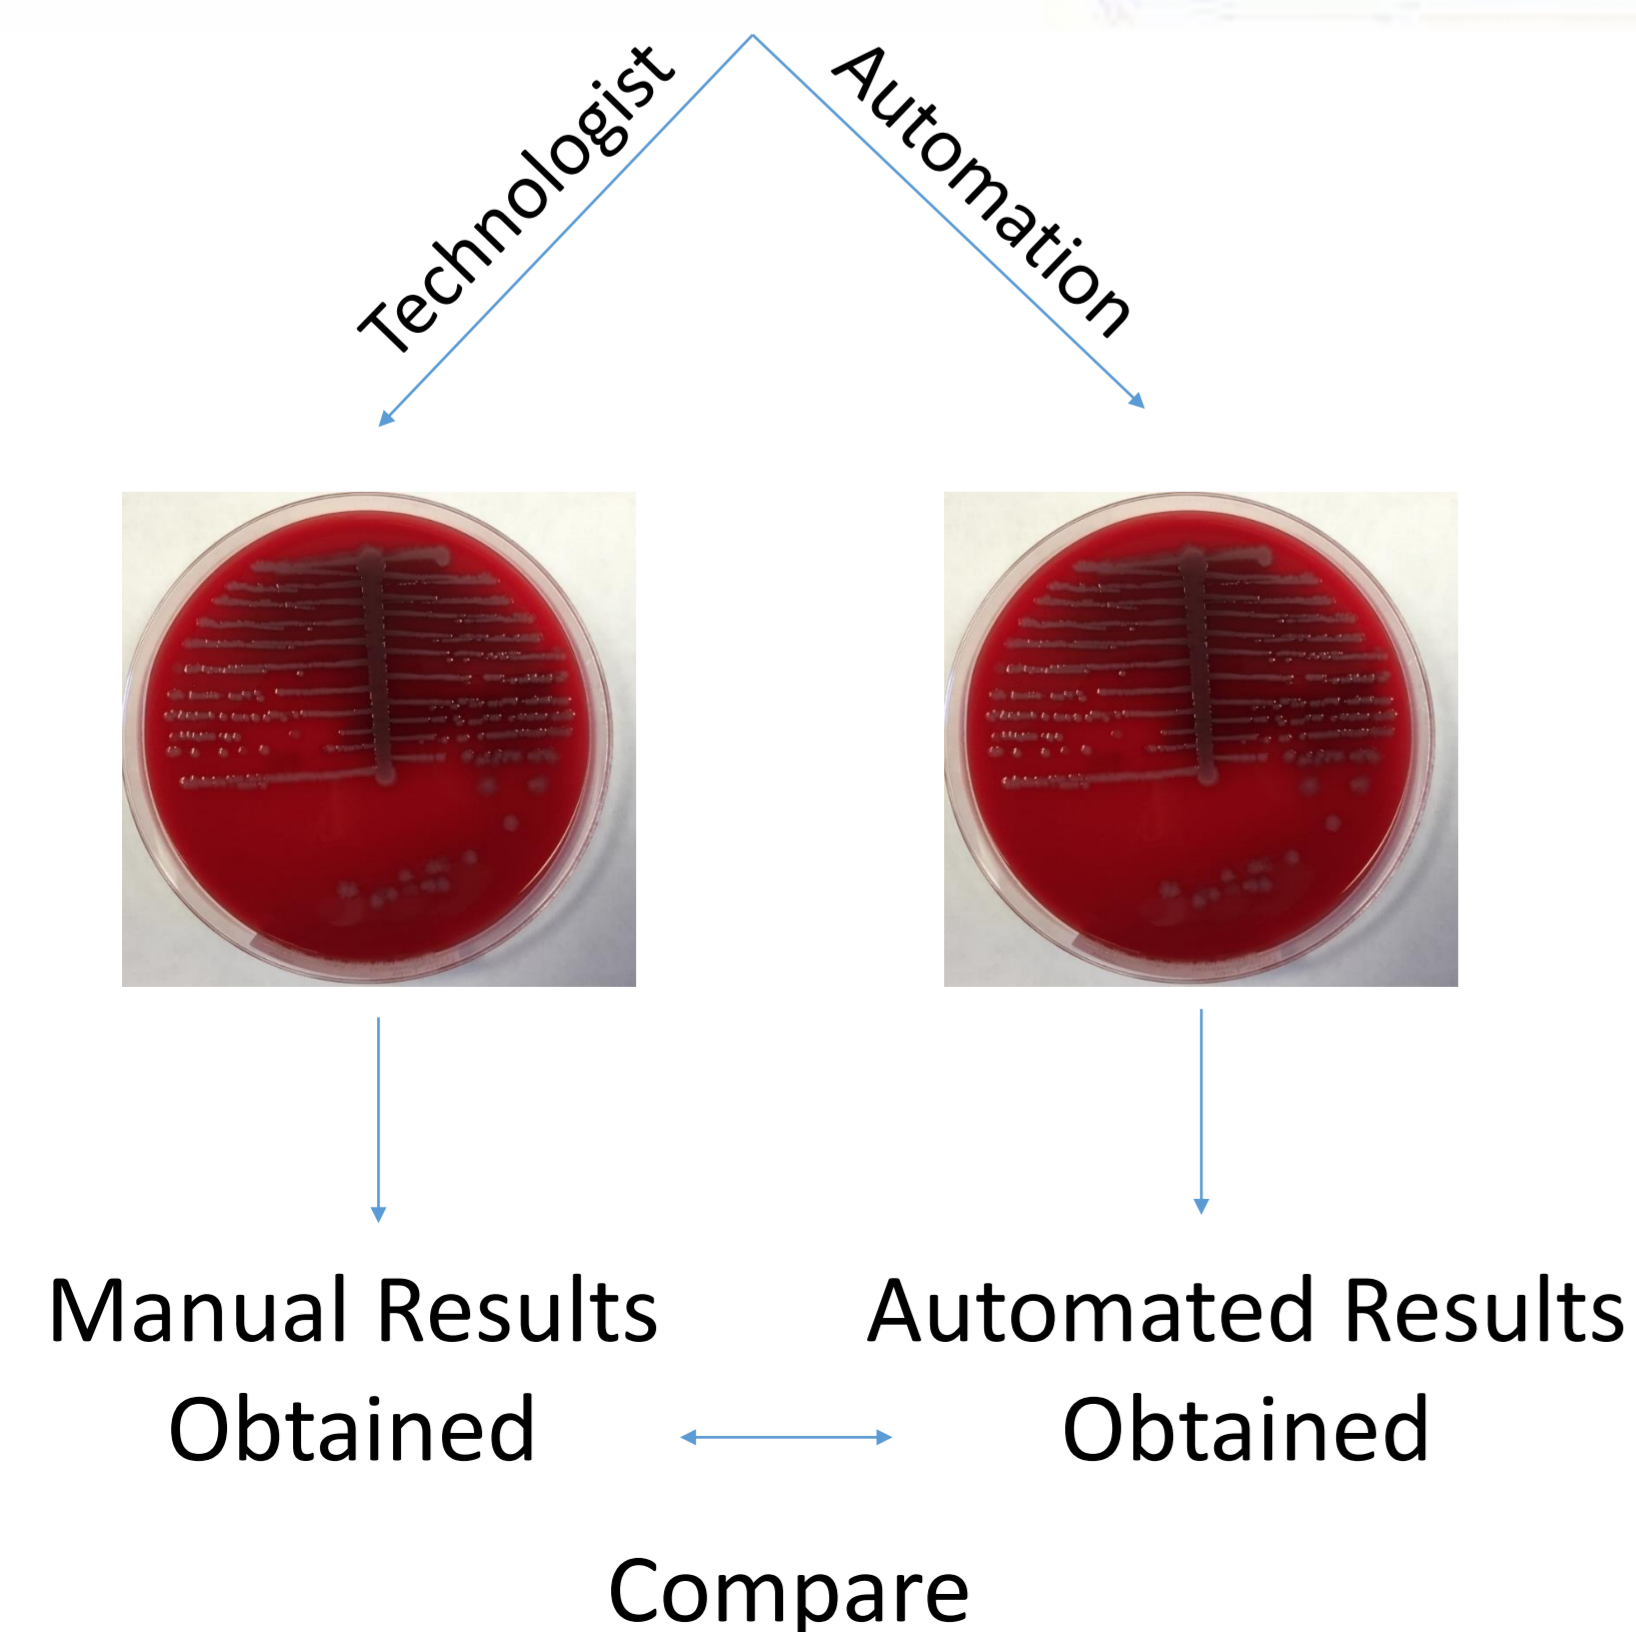 Technologist
Automation
Manual Results
Obtained
Automated Results
Obtained
Compare